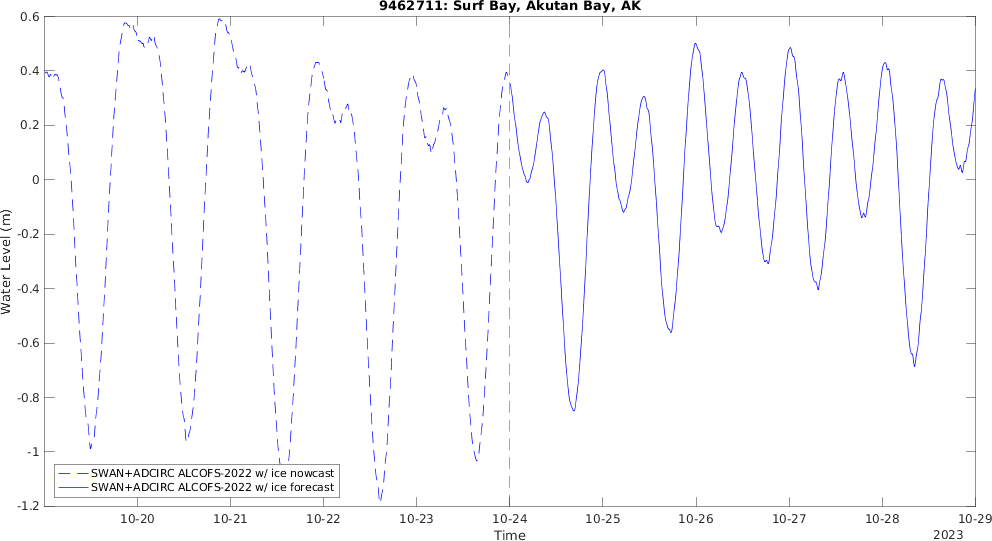 9462711: Surf Bay, Akutan Bay, AK
Water Level (m)
0.6
0.4
0.2
0
-0.2
-0.4
-0.6
-0.8
-1
-1.2
SWAN+ADCIRC ALCOFS-2022 w/ ice nowcast
SWAN+ADCIRC ALCOFS-2022 w/ ice forecast
10-20 10-21 10-22 10-23 10-24 10-25 10-26 10-27 10-28 10-29
Time
2023